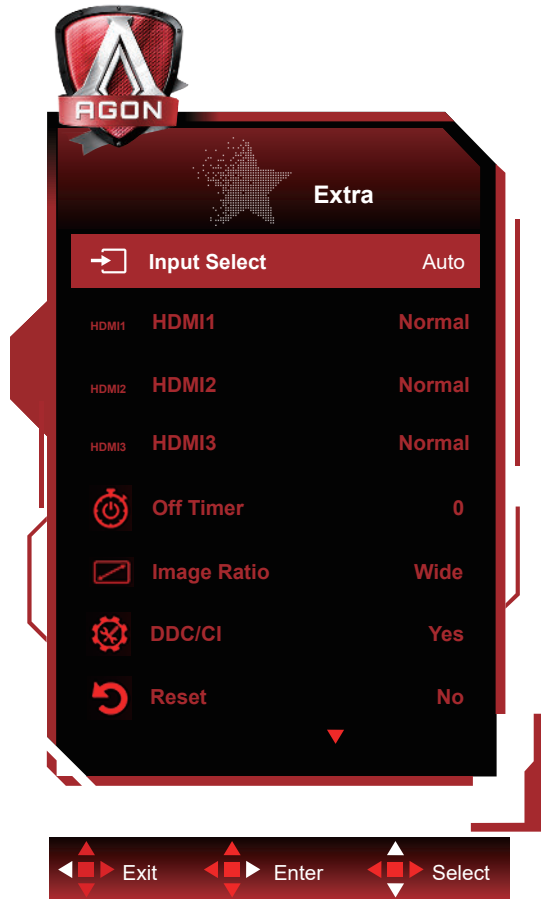 AGON
Extra
Input Select Auto
HDMI1 HDMI1 Normal
HDMI2 HDMI2 Normal
HDMI3 HDMI3 Normal
Off Timer 0
Image Ratio Wide
DDC/CI Yes
Reset No
Exit Enter Select